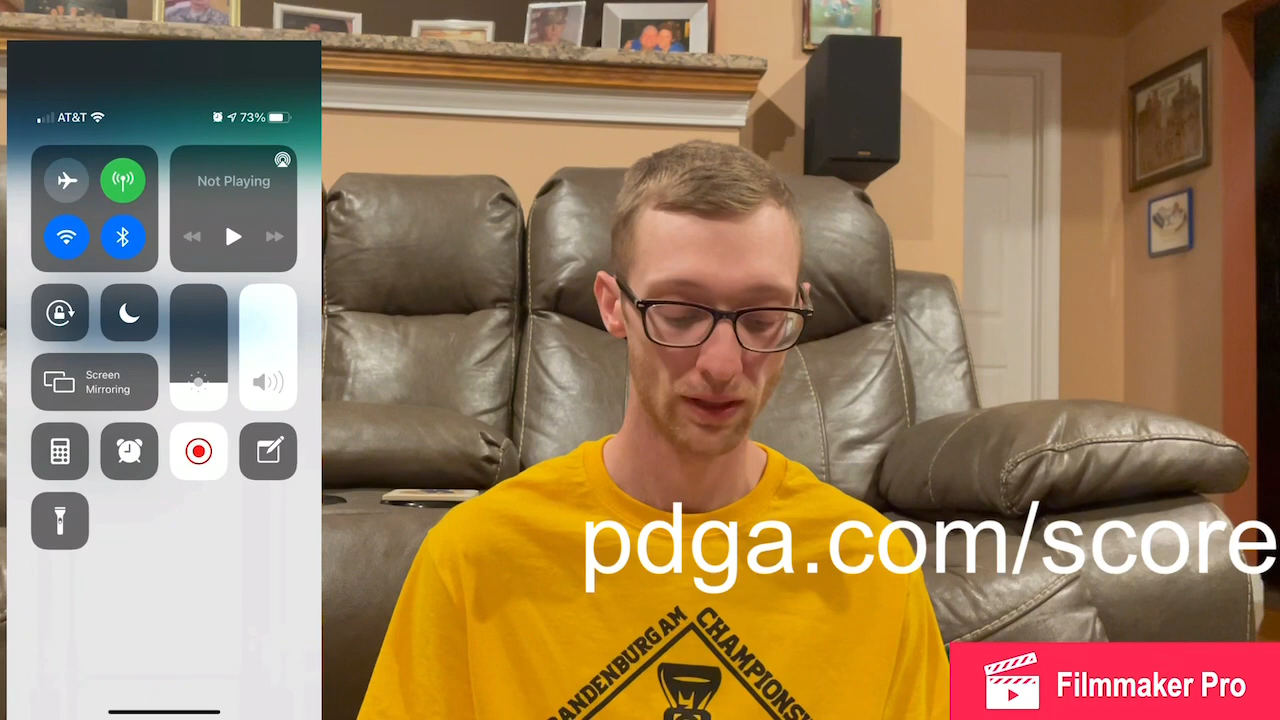 AT&T
73%
Not Playing
Screen
Mirroring
pdga.com/score
CHAMPIONS
Filmmaker Pro